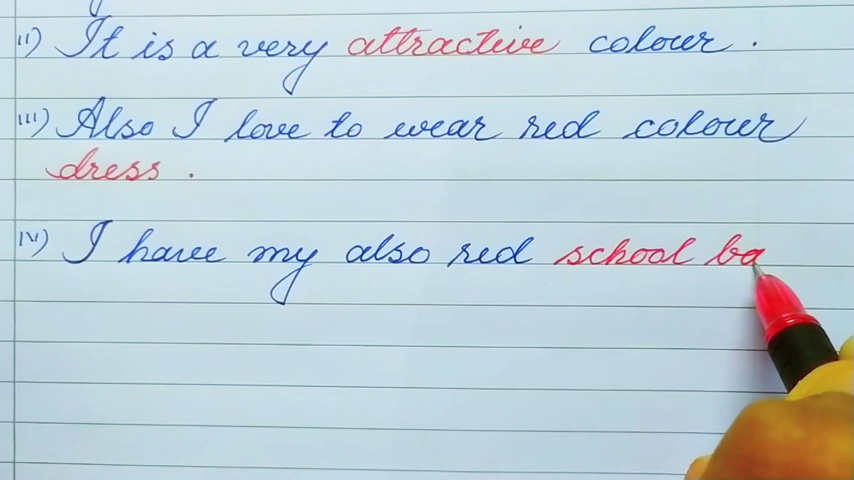 ii) It is a very attractive colour.
iii) Also I love to wear red colour
dress.
iv) I have my also red school ba